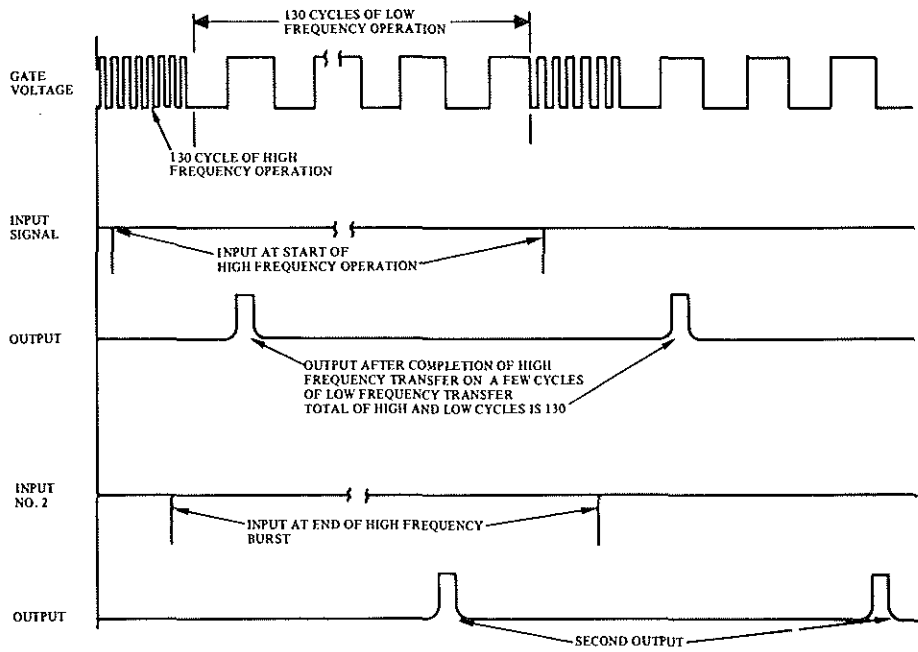 130 CYCLES OF LOW
FREQUENCY OPERATION
GATE
VOLTAGE
130 CYCLE OF HIGH
FREQUENCY OPERATION
INPUT
SIGNAL
INPUT AT START OF
HIGH FREQUENCY OPERATION
OUTPUT
OUTPUT AFTER COMPLETION OF HIGH
FREQUENCY TRANSFER ON A FEW CYCLES
OF LOW FREQUENCY TRANSFER
TOTAL OF HIGH AND LOW CYCLES IS 130
INPUT
NO. 2
INPUT AT END OF HIGH FREQUENCY
BURST
OUTPUT
SECOND OUTPUT